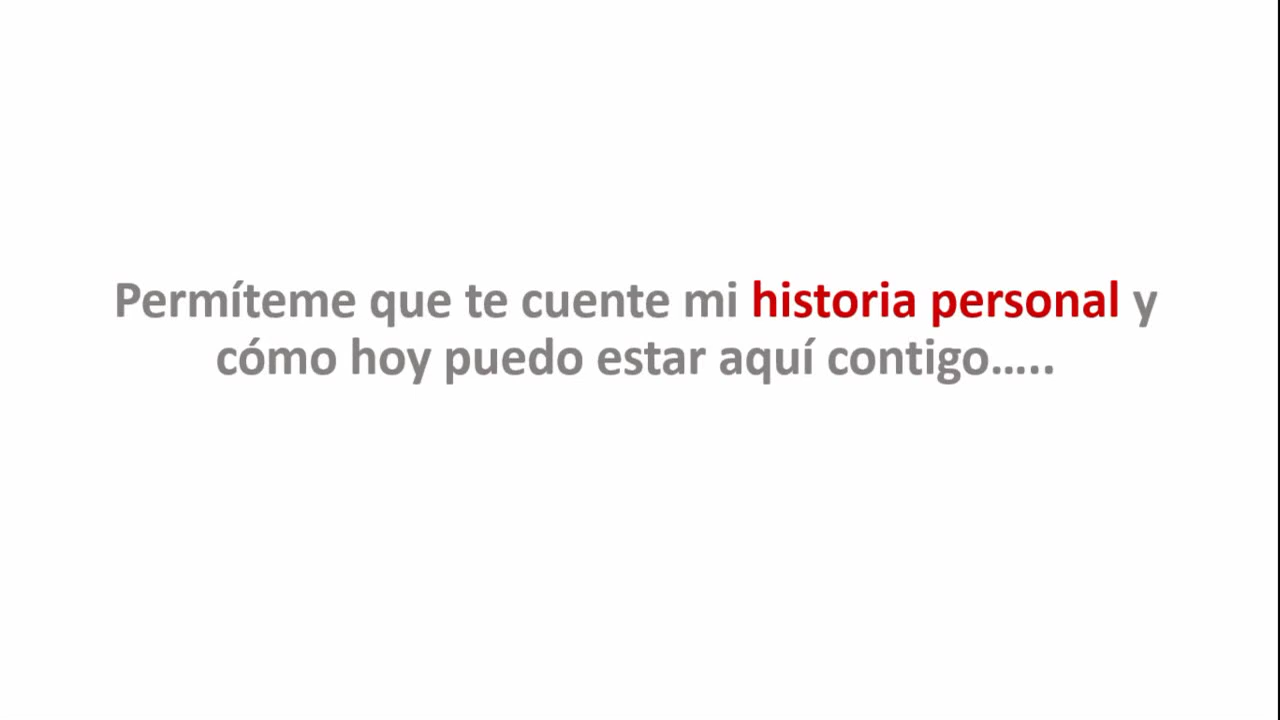 Permíteme que te cuente mi historia personal y
cómo hoy puedo estar aquí contigo…..